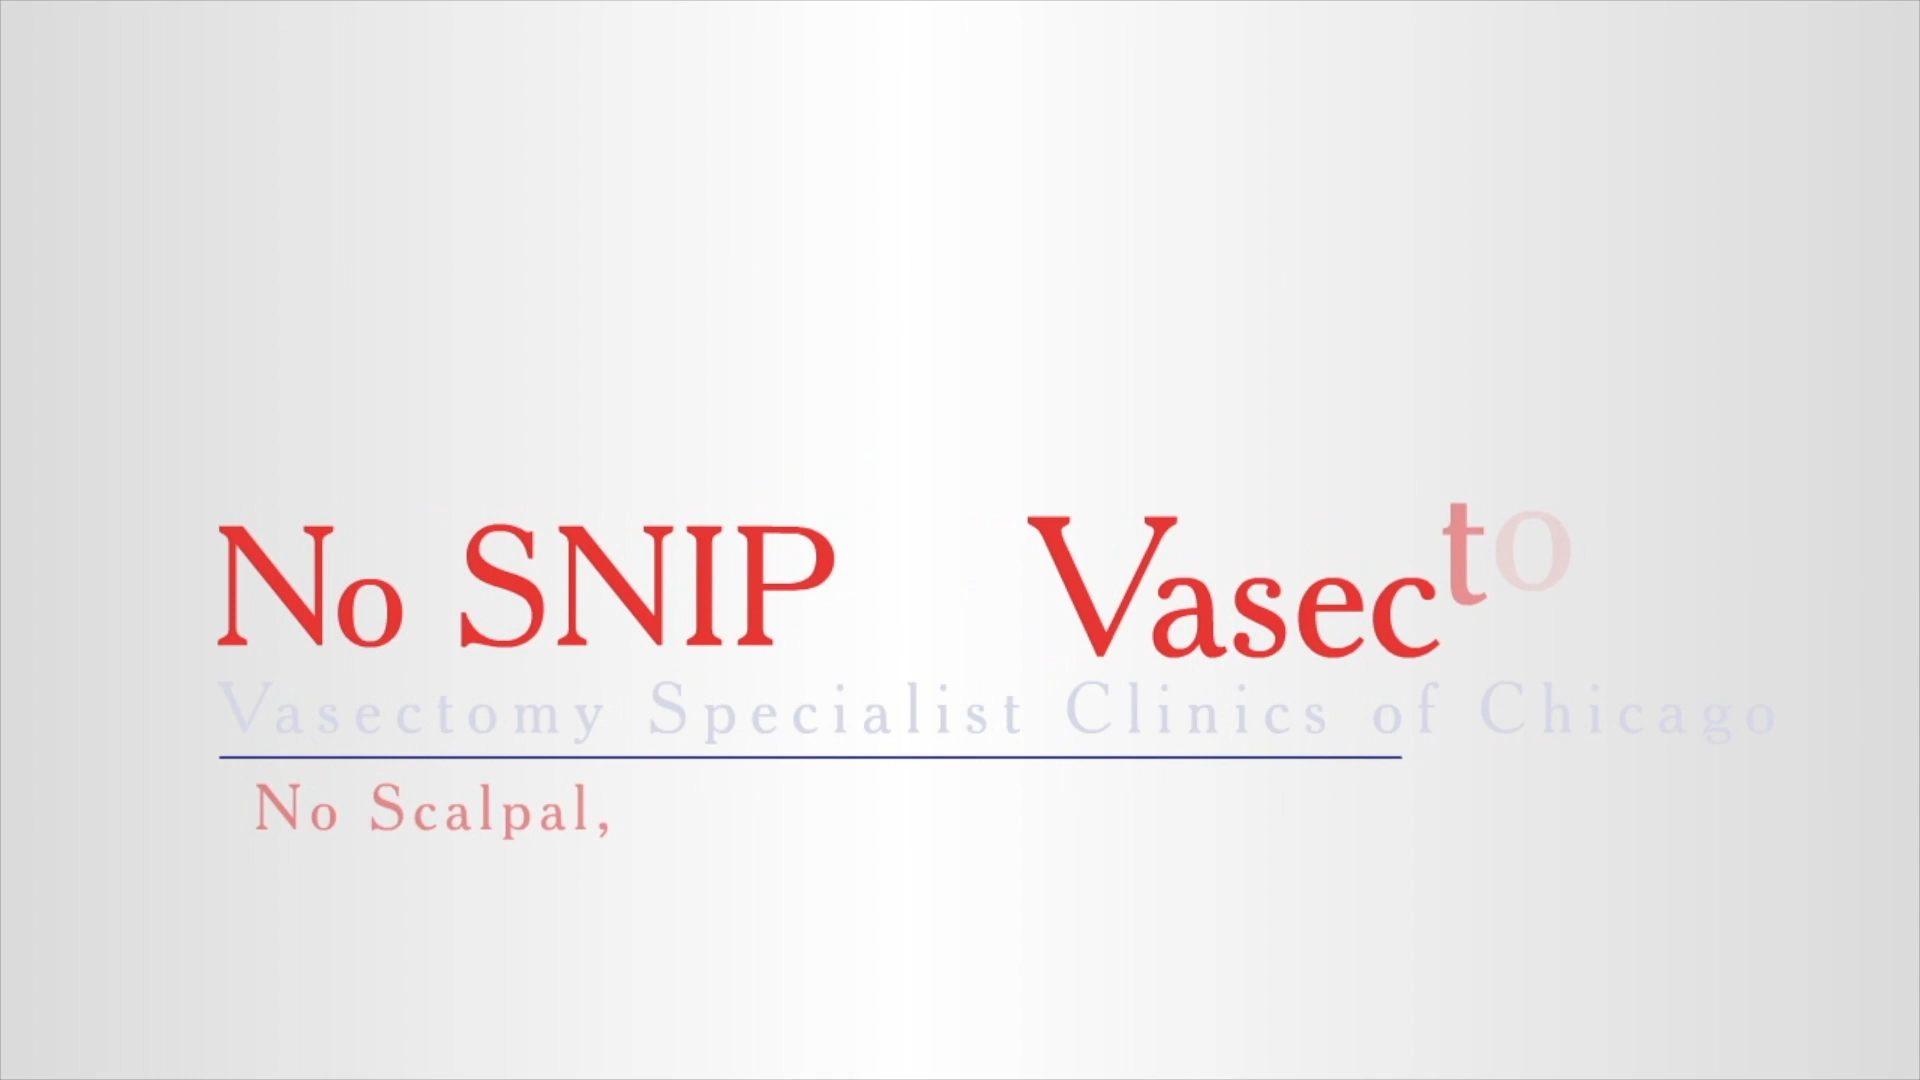 No SNIP Vasecto
Vasectomy Specialist Clinics of Chicago
No Scalpal,